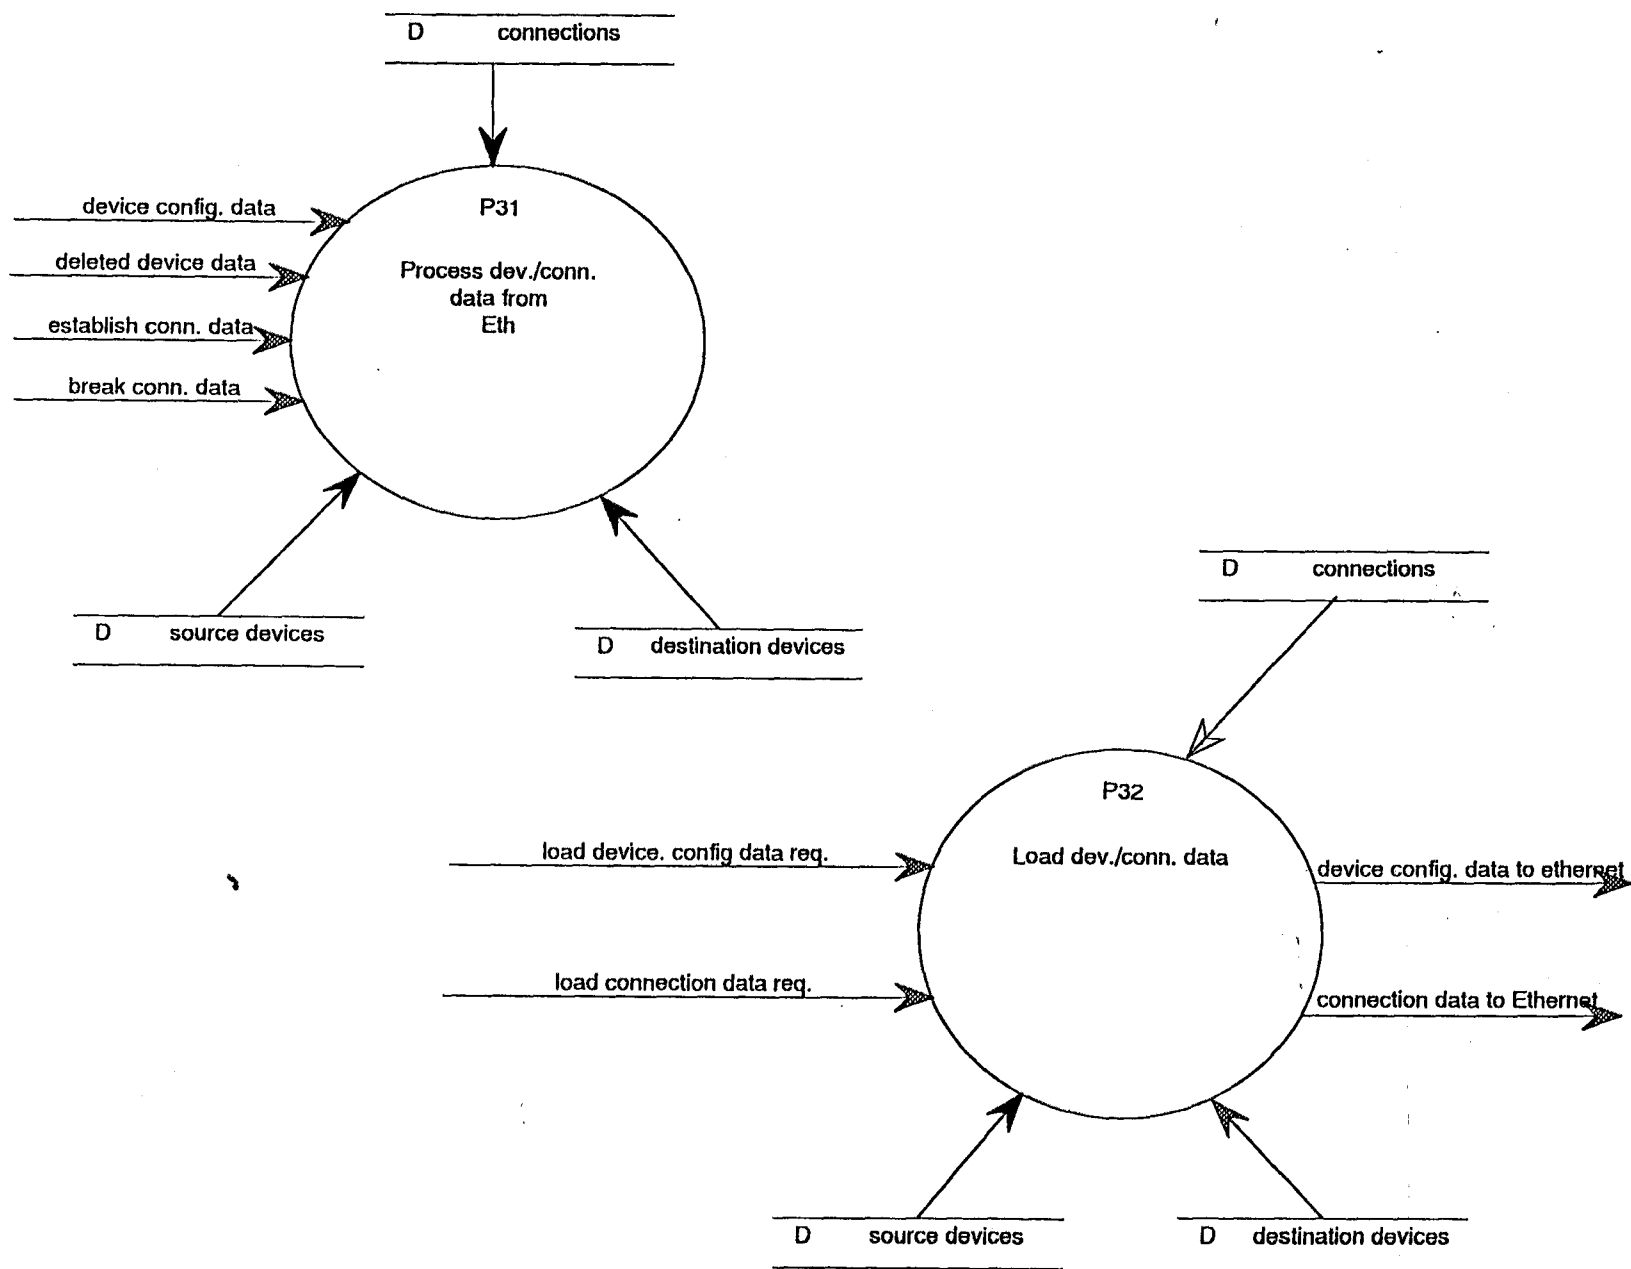 D connections
device config. data
deleted device data
establish conn. data
break conn. data
P31
Process dev./conn.
data from
Eth
D source devices
D destination devices
D connections
P32
Load dev./conn. data
load device. config data req.
load connection data req.
device config. data to ethernet
connection data to Ethernet
D source devices
D destination devices